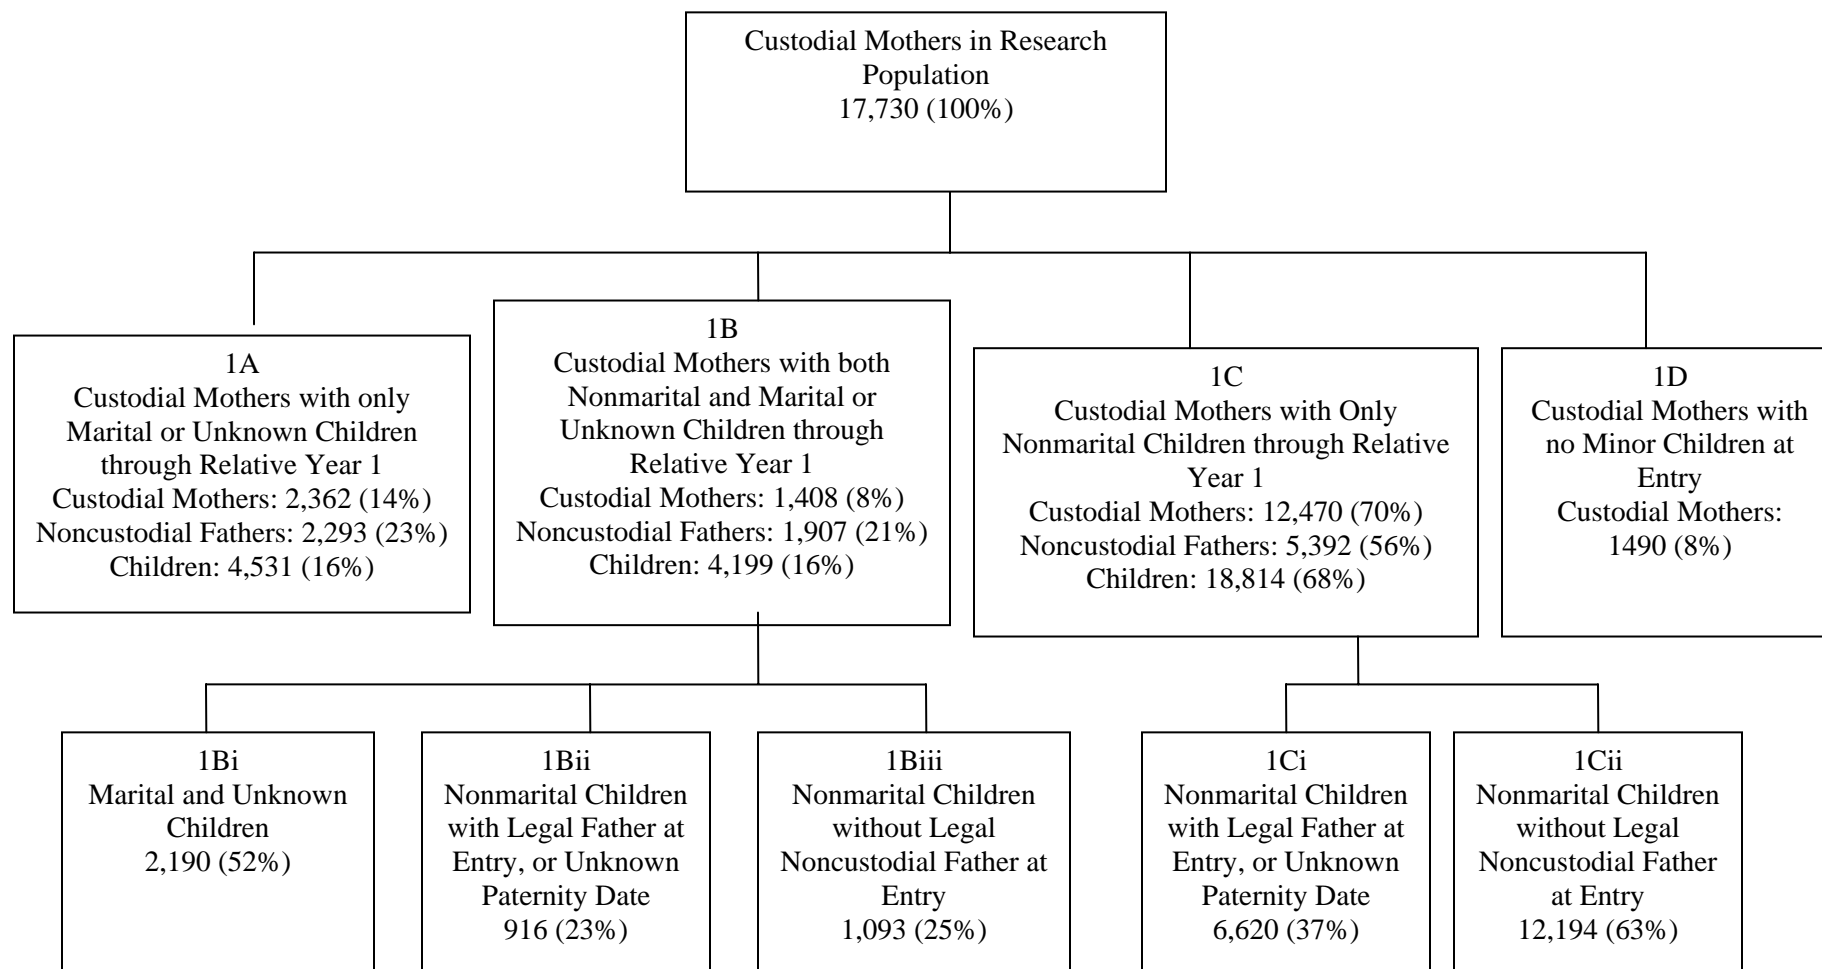 Custodial Mothers in Research
Population
17,730 (100%)
1A
Custodial Mothers with only
Marital or Unknown Children
through Relative Year 1
Custodial Mothers: 2,362 (14%)
Noncustodial Fathers: 2,293 (23%)
Children: 4,531 (16%)
1B
Custodial Mothers with both
Nonmarital and Marital or
Unknown Children through
Relative Year 1
Custodial Mothers: 1,408 (8%)
Noncustodial Fathers: 1,907 (21%)
Children: 4,199 (16%)
1C
Custodial Mothers with Only
Nonmarital Children through Relative
Year 1
Custodial Mothers: 12,470 (70%)
Noncustodial Fathers: 5,392 (56%)
Children: 18,814 (68%)
1D
Custodial Mothers with
no Minor Children at
Entry
Custodial Mothers:
1490 (8%)
1Bi
Marital and Unknown
Children
2,190 (52%)
1Bii
Nonmarital Children
with Legal Father at
Entry, or Unknown
Paternity Date
916 (23%)
1Biii
Nonmarital Children
without Legal
Noncustodial Father at
Entry
1,093 (25%)
1Ci
Nonmarital Children
with Legal Father at
Entry, or Unknown
Paternity Date
6,620 (37%)
1Cii
Nonmarital Children
without Legal
Noncustodial Father
at Entry
12,194 (63%)